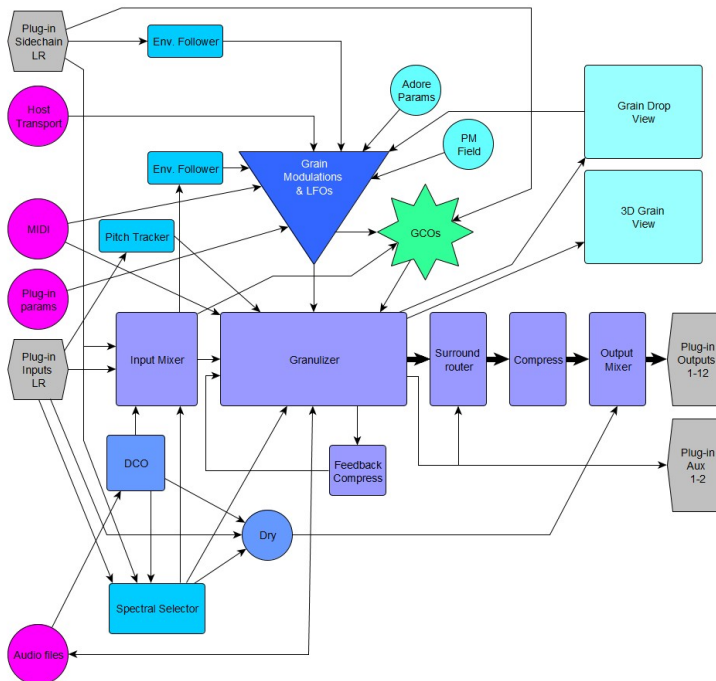 Plug-in
Sidechain
LR
Env. Follower
Host
Transport
Adore
Params
Grain Drop
View
PM
Field
Env. Follower
Grain
Modulations
& LFOs
3D Grain
View
MIDI
Pitch Tracker
GCOs
Plug-in
params
Plug-in
Inputs
LR
Input Mixer
Granulizer
Surround
router
Compress
Output
Mixer
Plug-in
Outputs
1-12
DCO
Feedback
Compress
Plug-in
Aux
1-2
Dry
Spectral Selector
Audio files